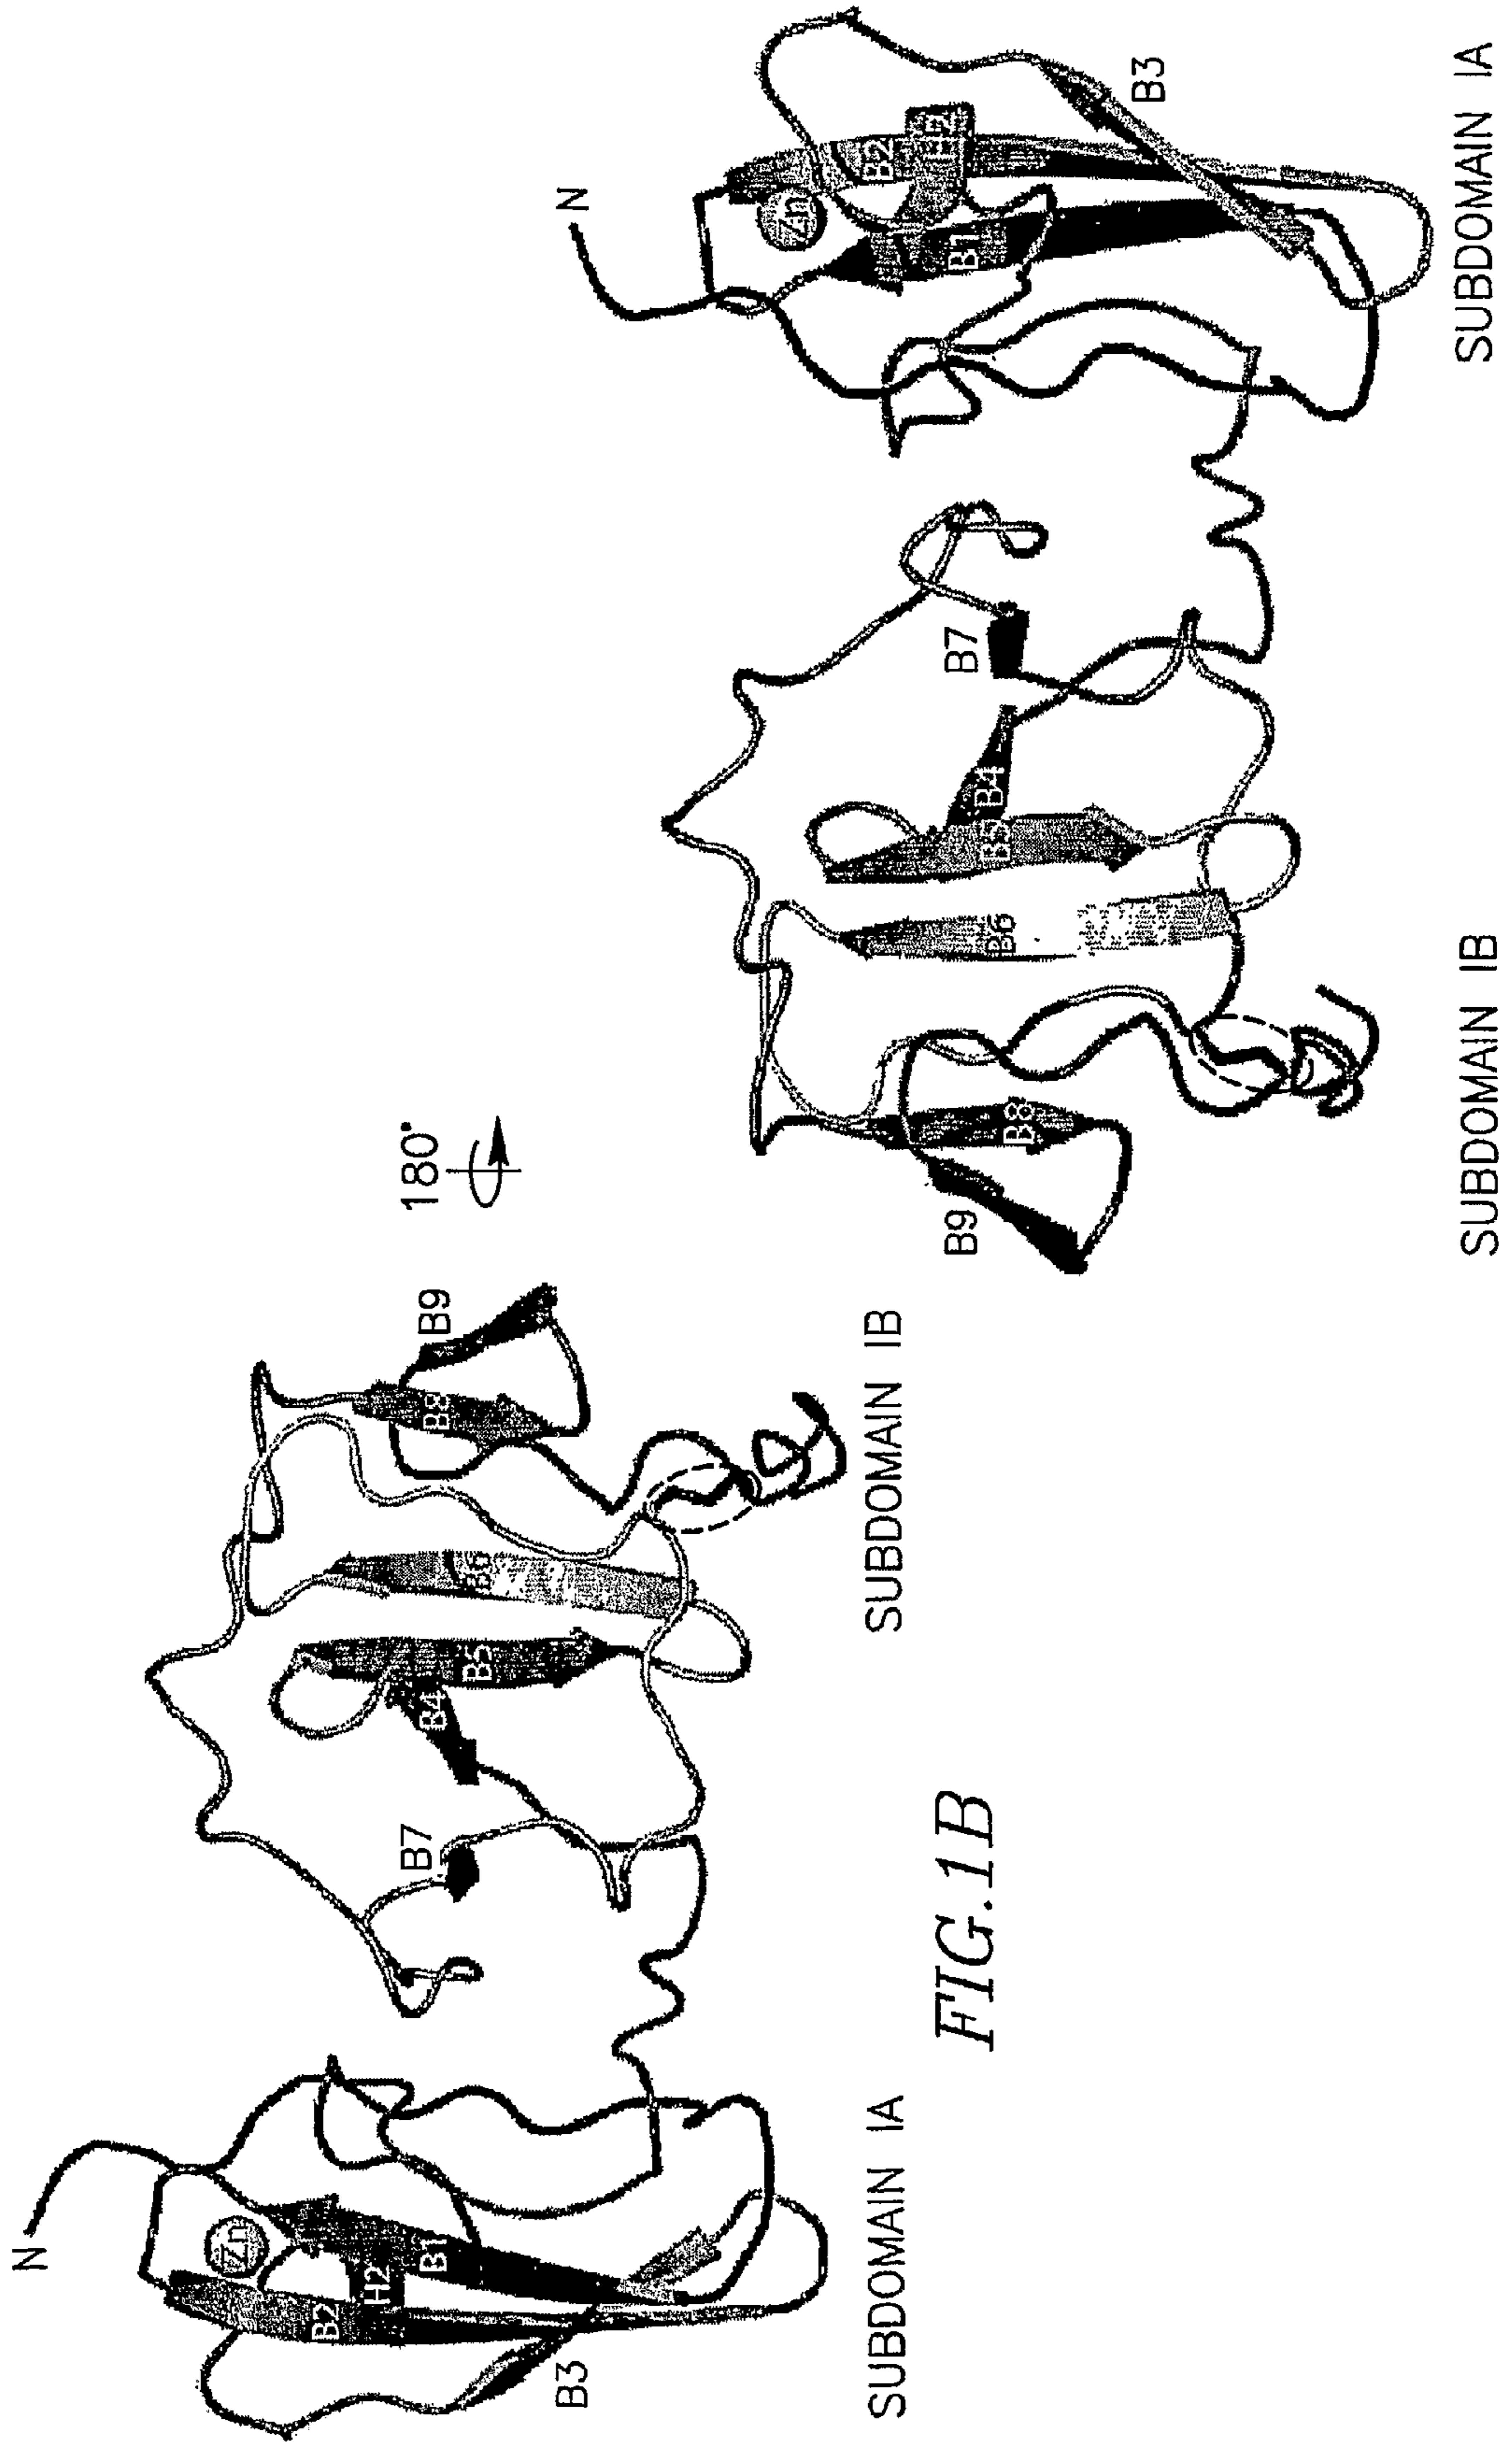 N
Zn
B2
H2
B1
B3
SUBDOMAIN IA
B7
B4
B5
B6
B8
B9
SUBDOMAIN IB
FIG.1B
180°
B9
B8
B6
B5
B4
B7
SUBDOMAIN IB
N
Zn
B2
H2
B1
B3
SUBDOMAIN IA